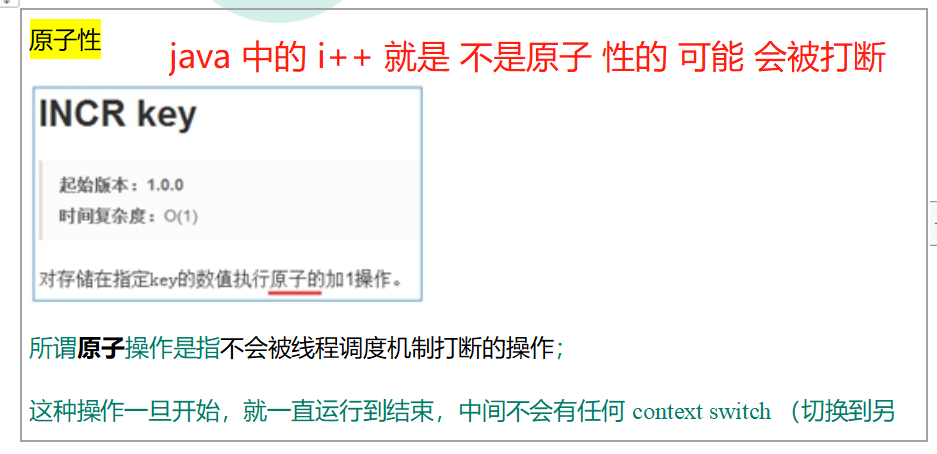 原子性
java 中的 i++ 就是 不是原子 性的 可能 会被打断
INCR key
起始版本：1.0.0
时间复杂度：O(1)
对存储在指定key的数值执行原子的加1操作。
所谓原子操作是指不会被线程调度机制打断的操作；
这种操作一旦开始，就一直运行到结束，中间不会有任何 context switch （切换到另